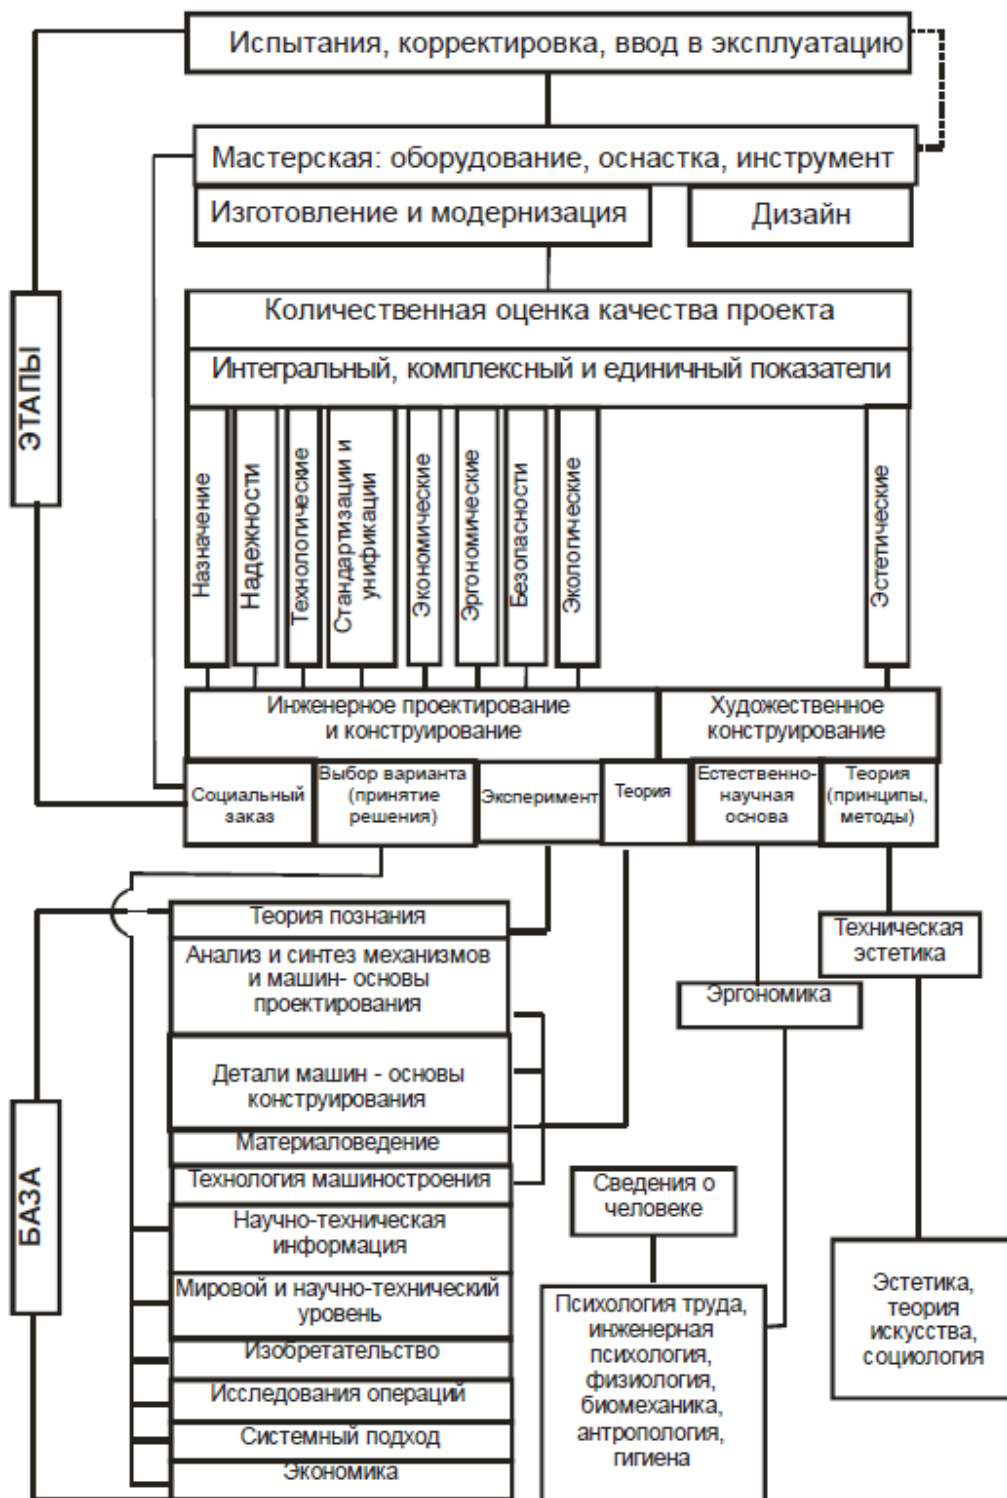 Испытания, корректировка, ввод в эксплуатацию
Мастерская: оборудование, оснастка, инструмент
Изготовление и модернизация
Дизайн
ЭТАПЫ
Количественная оценка качества проекта
Интегральный, комплексный и единичный показатели
Назначение
Надежности
Технологические
Стандартизации и
унификации
Экономические
Эргономические
Безопасности
Экологические
Эстетические
Инженерное проектирование
и конструирование
Художественное
конструирование
Социальный
заказ
Выбор варианта
(принятие
решения)
Эксперимент
Теория
Естественно-
научная
основа
Теория
(принципы,
методы)
БАЗА
Теория познания
Анализ и синтез механизмов
и машин- основы
проектирования
Детали машин - основы
конструирования
Материаловедение
Технология машиностроения
Научно-техническая
информация
Мировой и научно-технический
уровень
Изобретательство
Исследования операций
Системный подход
Экономика
Техническая
эстетика
Эргономика
Сведения о
человеке
Психология труда,
инженерная
психология,
физиология,
биомеханика,
антропология,
гигиена
Эстетика,
теория
искусства,
социология